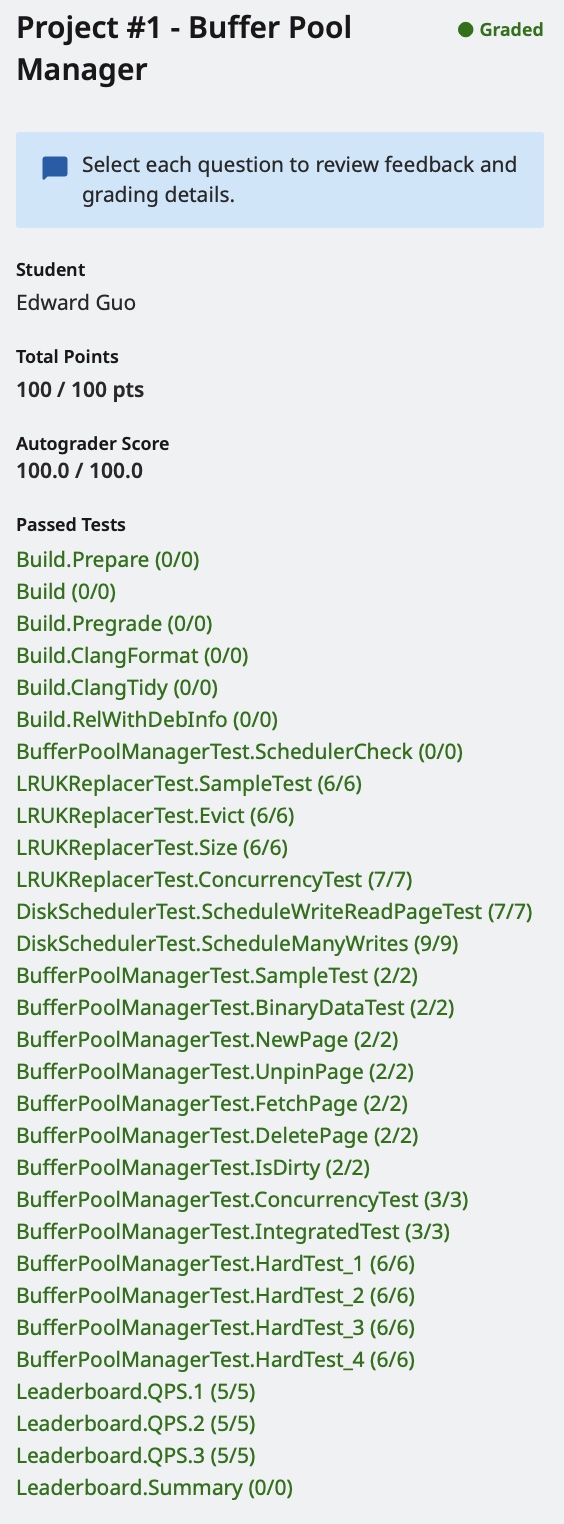 Project #1 - Buffer Pool
Manager
Graded
Select each question to review feedback and
grading details.
Student
Edward Guo
Total Points
100 / 100 pts
Autograder Score
100.0 / 100.0
Passed Tests
Build.Prepare (0/0)
Build (0/0)
Build.Pregrade (0/0)
Build.ClangFormat (0/0)
Build.ClangTidy (0/0)
Build.RelWithDebInfo (0/0)
BufferPoolManagerTest.SchedulerCheck (0/0)
LRUKReplacerTest.SampleTest (6/6)
LRUKReplacerTest.Evict (6/6)
LRUKReplacerTest.Size (6/6)
LRUKReplacerTest.ConcurrencyTest (7/7)
DiskSchedulerTest.ScheduleWriteReadPageTest (7/7)
DiskSchedulerTest.ScheduleManyWrites (9/9)
BufferPoolManagerTest.SampleTest (2/2)
BufferPoolManagerTest.BinaryDataTest (2/2)
BufferPoolManagerTest.NewPage (2/2)
BufferPoolManagerTest.UnpinPage (2/2)
BufferPoolManagerTest.FetchPage (2/2)
BufferPoolManagerTest.DeletePage (2/2)
BufferPoolManagerTest.IsDirty (2/2)
BufferPoolManagerTest.ConcurrencyTest (3/3)
BufferPoolManagerTest.IntegratedTest (3/3)
BufferPoolManagerTest.HardTest_1 (6/6)
BufferPoolManagerTest.HardTest_2 (6/6)
BufferPoolManagerTest.HardTest_3 (6/6)
BufferPoolManagerTest.HardTest_4 (6/6)
Leaderboard.QPS.1 (5/5)
Leaderboard.QPS.2 (5/5)
Leaderboard.QPS.3 (5/5)
Leaderboard.Summary (0/0)